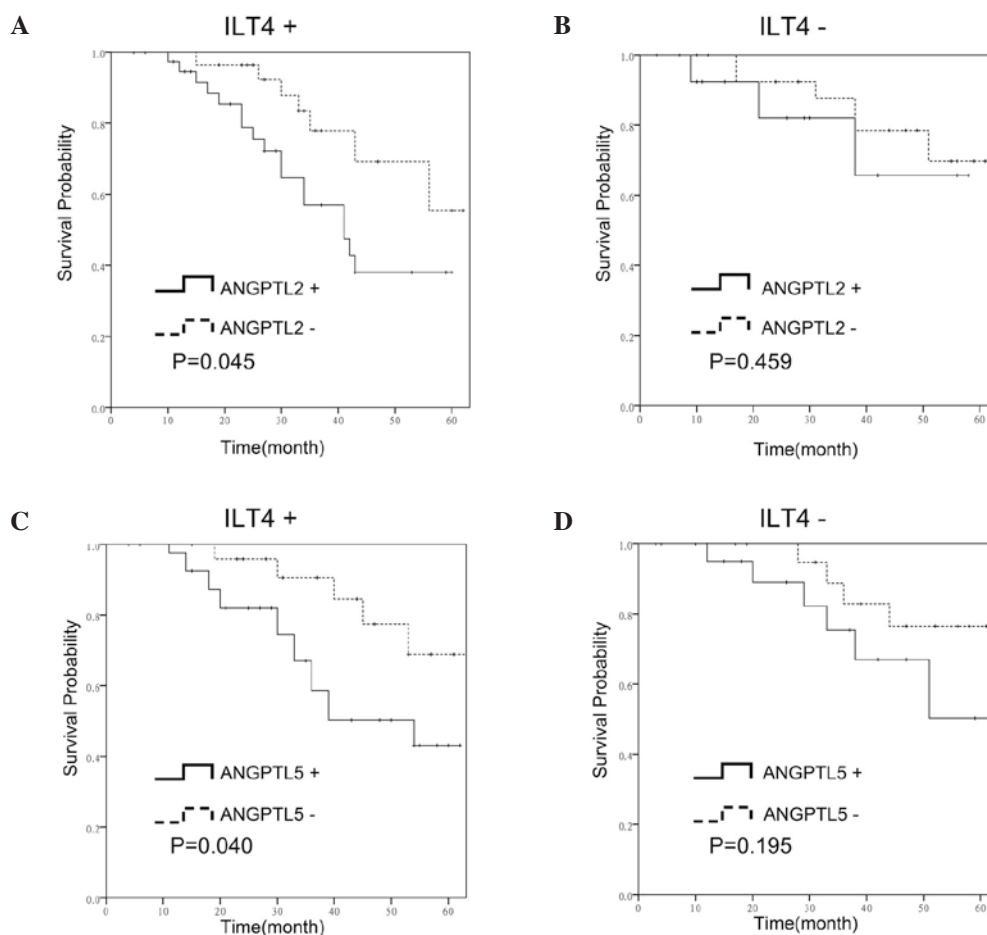 A
ILT4 +
Survival Probability
1.0
0.8
0.6
0.4
0.2
0.0
ANGPTL2 +
ANGPTL2 -
P=0.045
0 10 20 30 40 50 60
Time(month)
B
ILT4 -
Survival Probability
1.0
0.8
0.6
0.4
0.2
0.0
ANGPTL2 +
ANGPTL2 -
P=0.459
0 10 20 30 40 50 60
Time(month)
C
ILT4 +
Survival Probability
1.0
0.8
0.6
0.4
0.2
0.0
ANGPTL5 +
ANGPTL5 -
P=0.040
0 10 20 30 40 50 60
Time(month)
D
ILT4 -
Survival Probability
1.0
0.8
0.6
0.4
0.2
0.0
ANGPTL5 +
ANGPTL5 -
P=0.195
0 10 20 30 40 50 60
Time(month)